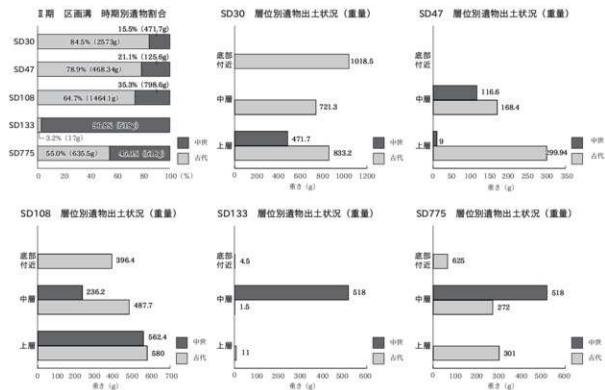 Ⅱ期 区画溝 時期別遺物割合
15.5% (471.7g)
SD30
84.5% (2573g)
21.1% (125.6g)
SD47
78.9% (468.34g)
35.3% (798.6g)
SD108
64.7% (1464.1g)
SD133
3.2% (17g)
SD775
55.0% (635.5g)
中世
古代
0 20 40 60 80 100 (%)
SD30 層位別遺物出土状況（重量）
底部付近
1018.5
中層
721.3
上層
471.7
833.2
中世
古代
0 200 400 600 800 1000 1200
重さ（g）
SD47 層位別遺物出土状況（重量）
底部付近
中層
116.6
168.4
上層
9
299.94
中世
古代
0 50 100 150 200 250 300 350
重さ（g）
SD108 層位別遺物出土状況（重量）
底部付近
396.4
中層
236.2
487.7
上層
562.4
580
中世
古代
0 100 200 300 400 500 600 700
重さ（g）
SD133 層位別遺物出土状況（重量）
底部付近
4.5
中層
518
1.5
上層
11
中世
古代
0 100 200 300 400 500 600
重さ（g）
SD775 層位別遺物出土状況（重量）
底部付近
625
中層
518
272
上層
301
中世
古代
0 100 200 300 400 500 600
重さ（g）